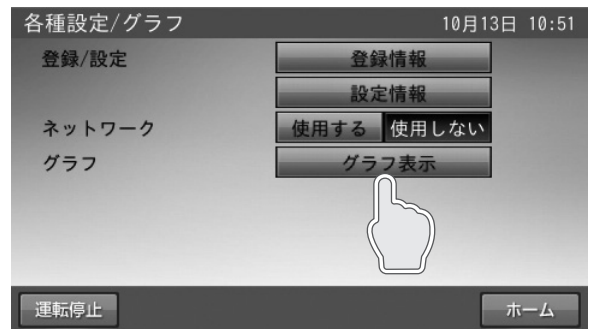 各種設定/グラフ 10月13日 10:51
登録/設定 登録情報
設定情報
ネットワーク 使用する 使用しない
グラフ グラフ表示
運転停止 ホーム